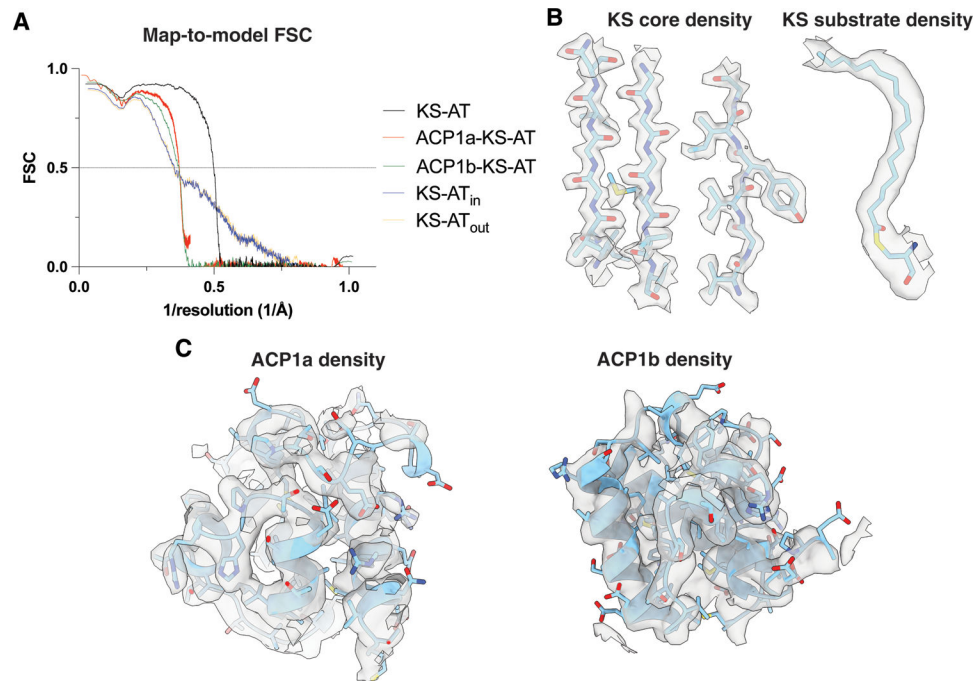 A
Map-to-model FSC
1.0
0.5
0.0
FSC
0.0
0.5
1.0
1/resolution (1/Å)
KS-AT
ACP1a-KS-AT
ACP1b-KS-AT
KS-ATin
KS-ATout
B
KS core density
KS substrate density
C
ACP1a density
ACP1b density